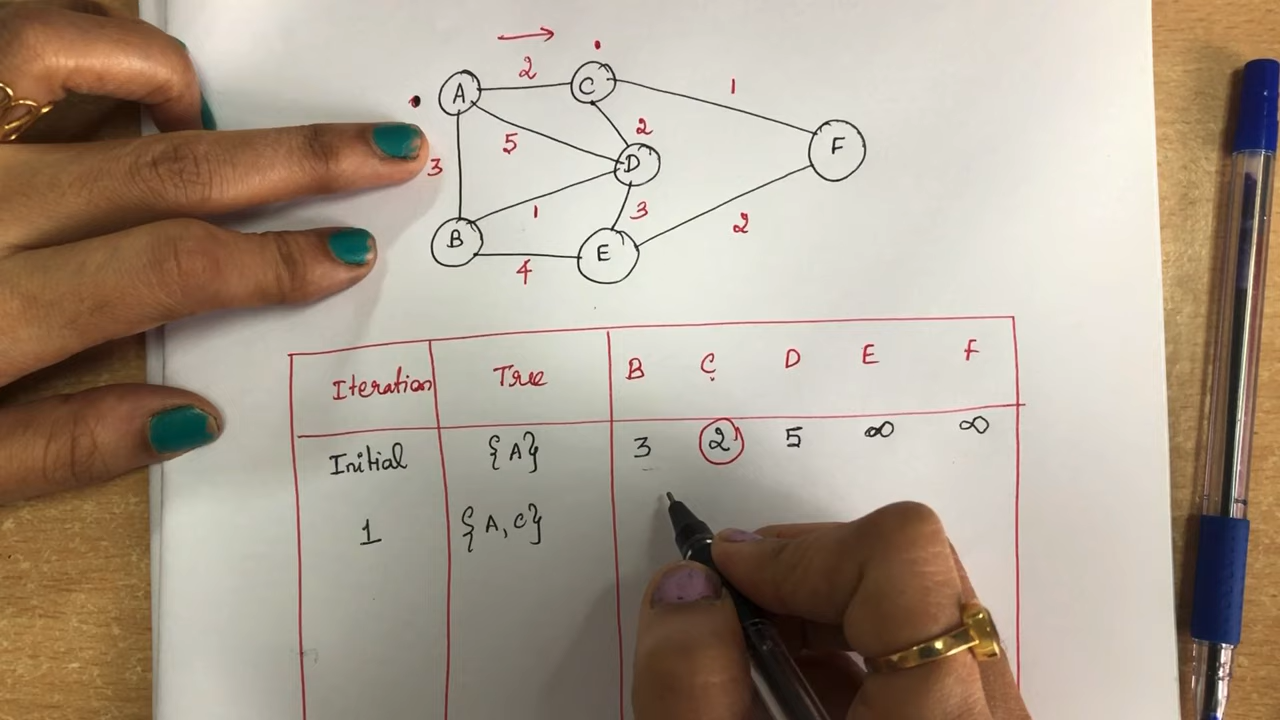 2
A C 1
2 F
5
3 D
1 3
B E 2
4
Iteration Tree B C D E F
Initial {A} 3 2 5 ∞ ∞
1 {A, C}